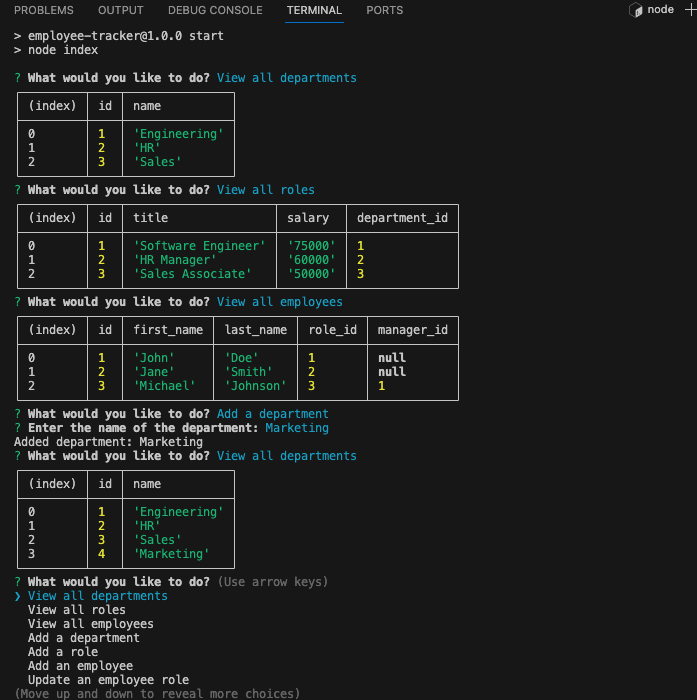 PROBLEMS OUTPUT DEBUG CONSOLE TERMINAL PORTS node
> employee-tracker@1.0.0 start
> node index
? What would you like to do? View all departments
(index) id name
0 1 'Engineering'
1 2 'HR'
2 3 'Sales'
? What would you like to do? View all roles
(index) id title salary department_id
0 1 'Software Engineer' '75000' 1
1 2 'HR Manager' '60000' 2
2 3 'Sales Associate' '50000' 3
? What would you like to do? View all employees
(index) id first_name last_name role_id manager_id
0 1 'John' 'Doe' 1 null
1 2 'Jane' 'Smith' 2 null
2 3 'Michael' 'Johnson' 3 1
? What would you like to do? Add a department
? Enter the name of the department: Marketing
Added department: Marketing
? What would you like to do? View all departments
(index) id name
0 1 'Engineering'
1 2 'HR'
2 3 'Sales'
3 4 'Marketing'
? What would you like to do? (Use arrow keys)
❯ View all departments
View all roles
View all employees
Add a department
Add a role
Add an employee
Update an employee role
(Move up and down to reveal more choices)